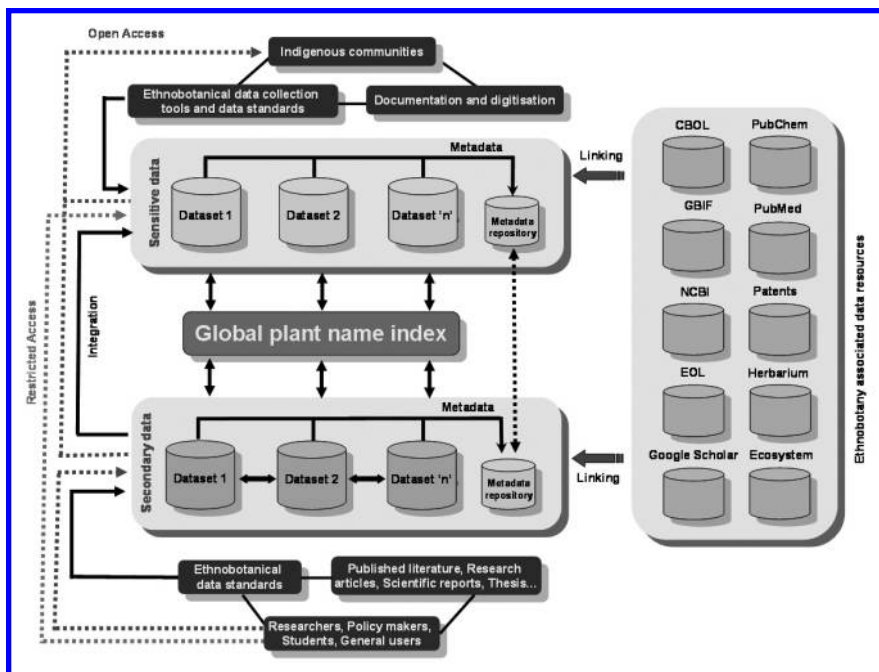 Open Access
Indigenous communities
Ethnobotanical data collection
tools and data standards
Documentation and digitisation
Sensitive data
Metadata
Dataset 1
Dataset 2
Dataset 'n'
Metadata
repository
Linking
CBOL
PubChem
GBIF
PubMed
NCBI
Patents
EOL
Herbarium
Google Scholar
Ecosystem
Ethnobotany associated data resources
Restricted Access
Integration
Global plant name index
Secondary data
Metadata
Dataset 1
Dataset 2
Dataset 'n'
Metadata
repository
Linking
Ethnobotanical
data standards
Published literature, Research
articles, Scientific reports, Thesis...
Researchers, Policy makers,
Students, General users